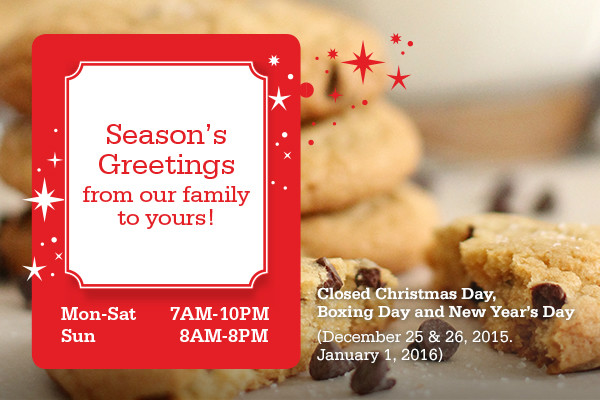 Season's
Greetings
from our family
to yours!
Mon-Sat 7AM-10PM
Sun 8AM-8PM
Closed Christmas Day,
Boxing Day and New Year's Day
(December 25 & 26, 2015.
January 1, 2016)